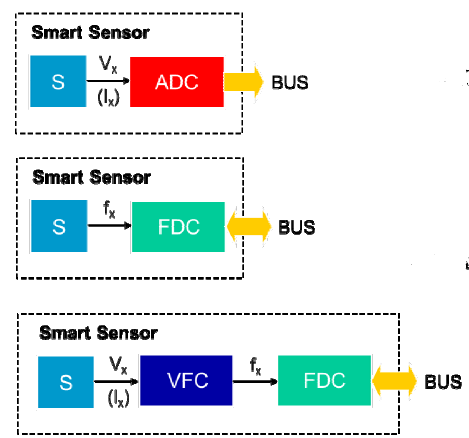 Smart Sensor
S
Vx
(Ix)
ADC
BUS
Smart Sensor
S
fx
FDC
BUS
Smart Sensor
S
Vx
(Ix)
VFC
fx
FDC
BUS